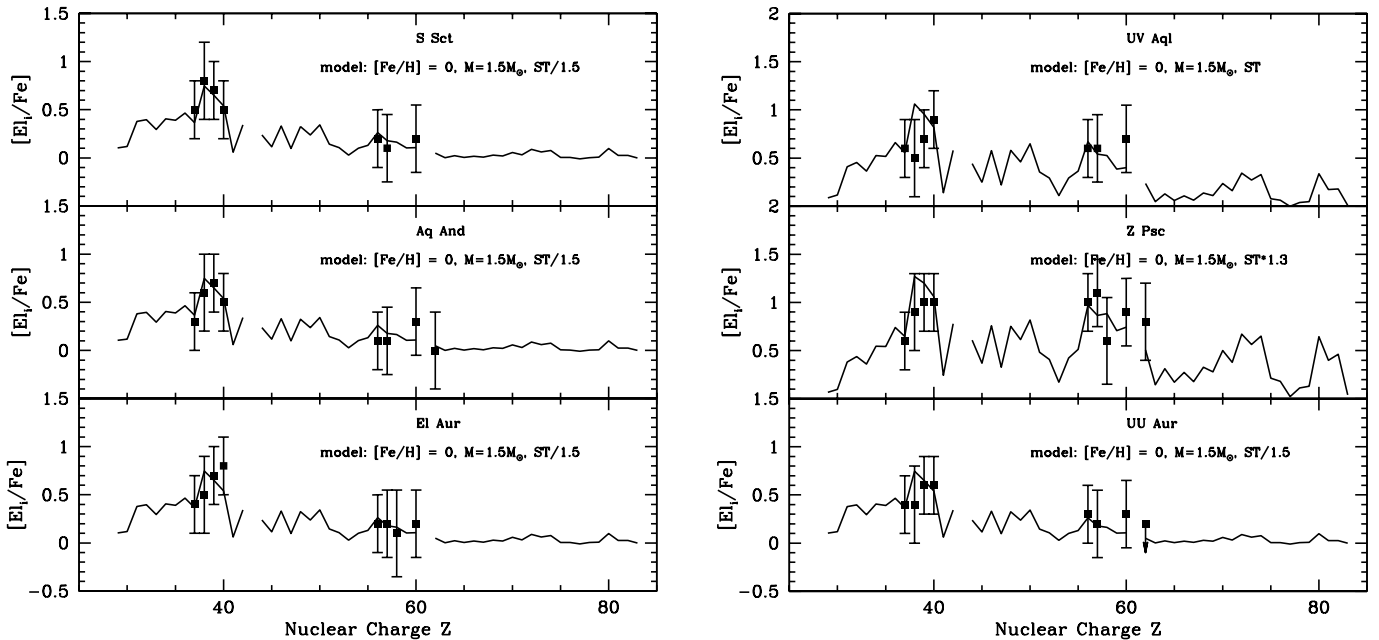 1.5
S Sct
model: [Fe/H] = 0, M=1.5M⊙, ST/1.5
1
0.5
0
[El_i/Fe]
1.5
Aq And
model: [Fe/H] = 0, M=1.5M⊙, ST/1.5
1
0.5
0
[El_i/Fe]
1.5
El Aur
model: [Fe/H] = 0, M=1.5M⊙, ST/1.5
1
0.5
0
−0.5
[El_i/Fe]
40
60
80
Nuclear Charge Z
2
UV Aql
model: [Fe/H] = 0, M=1.5M⊙, ST
1.5
1
0.5
[El_i/Fe]
2
Z Psc
model: [Fe/H] = 0, M=1.5M⊙, ST*1.3
1.5
1
0.5
[El_i/Fe]
1.5
UU Aur
model: [Fe/H] = 0, M=1.5M⊙, ST/1.5
1
0.5
0
−0.5
[El_i/Fe]
40
60
80
Nuclear Charge Z